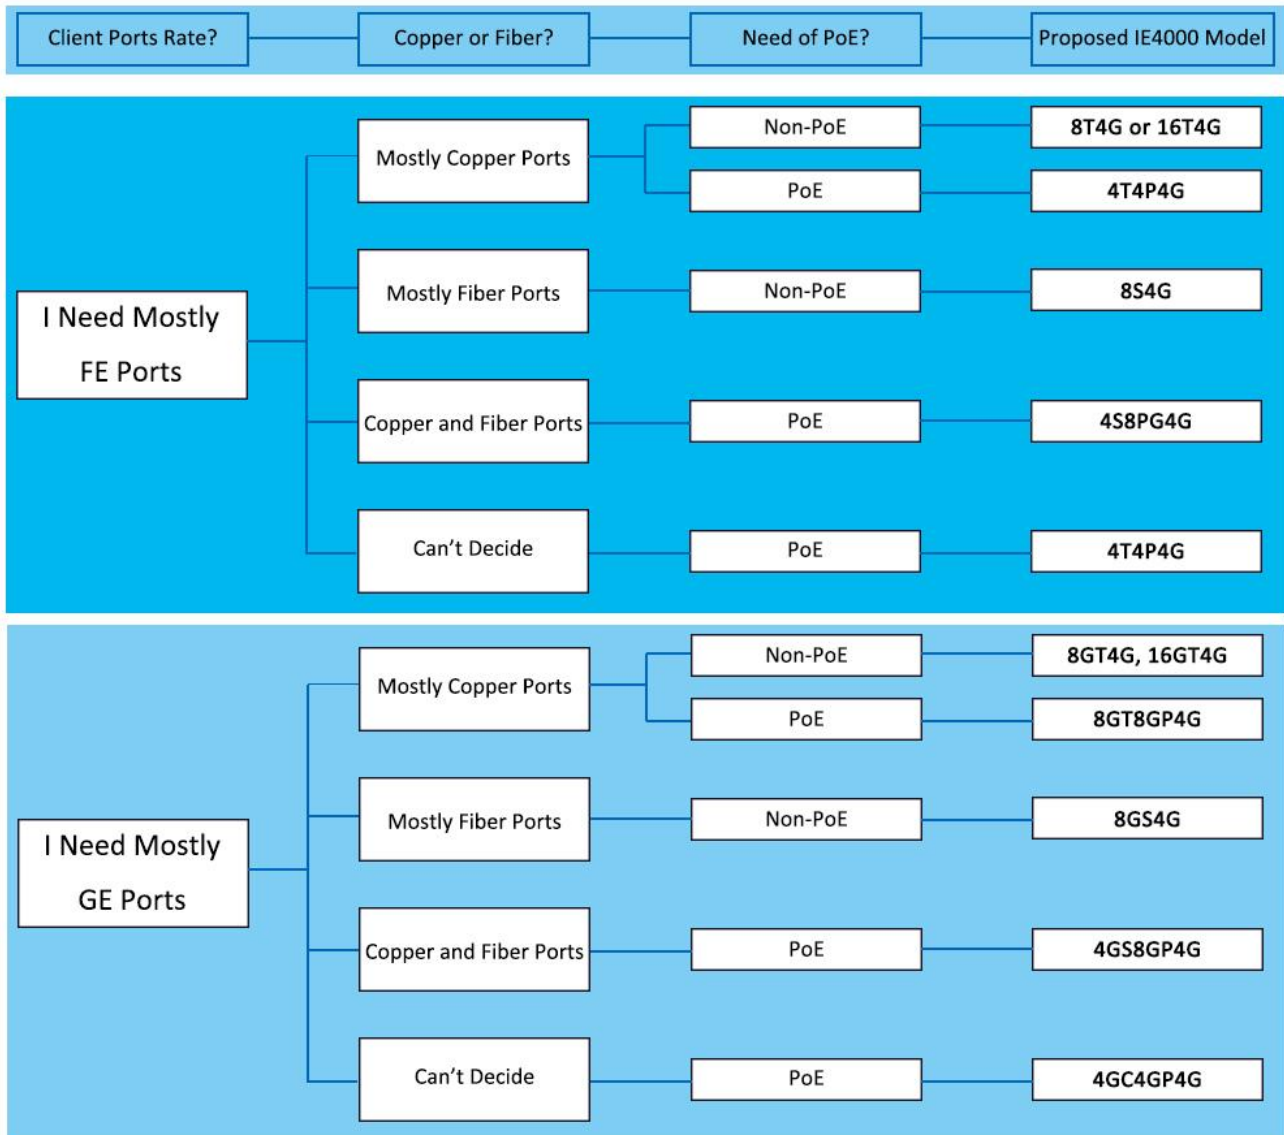 Client Ports Rate?
Copper or Fiber?
Need of PoE?
Proposed IE4000 Model
I Need Mostly
FE Ports
Mostly Copper Ports
Non-PoE
8T4G or 16T4G
PoE
4T4P4G
Mostly Fiber Ports
Non-PoE
8S4G
Copper and Fiber Ports
PoE
4S8PG4G
Can't Decide
PoE
4T4P4G
I Need Mostly
GE Ports
Mostly Copper Ports
Non-PoE
8GT4G, 16GT4G
PoE
8GT8GP4G
Mostly Fiber Ports
Non-PoE
8GS4G
Copper and Fiber Ports
PoE
4GS8GP4G
Can't Decide
PoE
4GC4GP4G